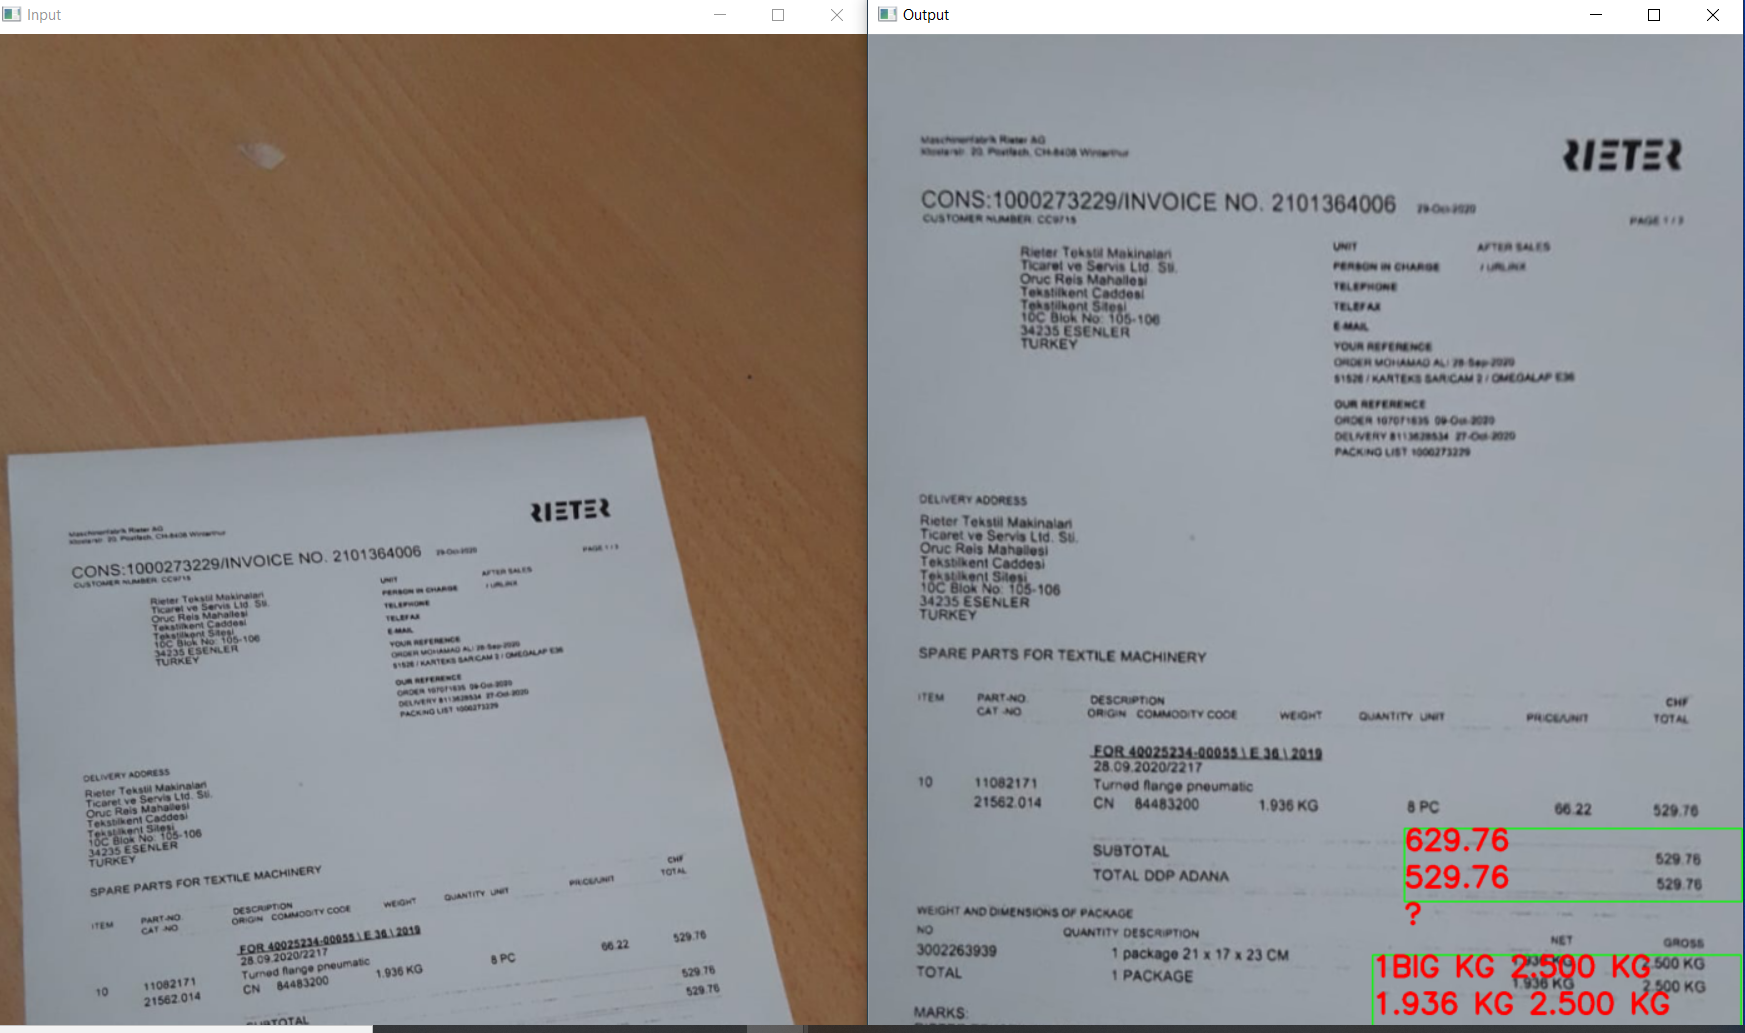 Input
Output
RIETER
Maschinenfabrik Rieter AG
Klosterstr. 20, Postfach, CH-8406 Winterthur
CONS:1000273229/INVOICE NO. 2101364006 29-Oct-2020
CUSTOMER NUMBER: CC9715
PAGE 1 / 3
UNIT AFTER SALES
PERSON IN CHARGE
TELEPHONE
TELEFAX
E-MAIL
Rieter Tekstil Makinalari
Ticaret ve Servis Ltd. Sti.
Oruc Reis Mahallesi
Tekstilkent Caddesi
Tekstilkent Sitesi
10C Blok No: 105-106
34235 ESENLER
TURKEY
YOUR REFERENCE
ORDER MOHAMAD ALI 28-Sep-2020
51526 / KARTEKS SARICAM 2 / OMEGALAP E36
OUR REFERENCE
ORDER 107071835 09-Oct-2020
DELIVERY 8113628534 27-Oct-2020
PACKING LIST 1000273229
DELIVERY ADDRESS
Rieter Tekstil Makinalari
Ticaret ve Servis Ltd. Sti.
Oruc Reis Mahallesi
Tekstilkent Caddesi
Tekstilkent Sitesi
10C Blok No: 105-106
34235 ESENLER
TURKEY
SPARE PARTS FOR TEXTILE MACHINERY
CHF
ITEM PART-NO. DESCRIPTION WEIGHT QUANTITY UNIT PRICE/UNIT TOTAL
CAT -NO. ORIGIN COMMODITY CODE
FOR 40025234-00055 \ E 36 \ 2019
28.09.2020/2217
10 11082171 Turned flange pneumatic
21562.014 CN 84483200 1.936 KG 8 PC 66.22 529.76
SUBTOTAL 529.76
529.76
Maschinenfabrik Rieter AG
Klosterstr. 20, Postfach, CH-8406 Winterthur
RIETER
CONS:1000273229/INVOICE NO. 2101364006 29-Oct-2020
CUSTOMER NUMBER: CC9715
PAGE 1 / 3
Rieter Tekstil Makinalari
Ticaret ve Servis Ltd. Sti.
Oruc Reis Mahallesi
Tekstilkent Caddesi
Tekstilkent Sitesi
10C Blok No: 105-106
34235 ESENLER
TURKEY
UNIT AFTER SALES
PERSON IN CHARGE
TELEPHONE
TELEFAX
E-MAIL
YOUR REFERENCE
ORDER MOHAMAD ALI 28-Sep-2020
51526 / KARTEKS SARICAM 2 / OMEGALAP E36
OUR REFERENCE
ORDER 107071835 09-Oct-2020
DELIVERY 8113628534 27-Oct-2020
PACKING LIST 1000273229
DELIVERY ADDRESS
Rieter Tekstil Makinalari
Ticaret ve Servis Ltd. Sti.
Oruc Reis Mahallesi
Tekstilkent Caddesi
Tekstilkent Sitesi
10C Blok No: 105-106
34235 ESENLER
TURKEY
SPARE PARTS FOR TEXTILE MACHINERY
ITEM PART-NO. DESCRIPTION CHF
CAT -NO. ORIGIN COMMODITY CODE WEIGHT QUANTITY UNIT PRICE/UNIT TOTAL
FOR 40025234-00055 \ E 36 \ 2019
28.09.2020/2217
10 11082171 Turned flange pneumatic
21562.014 CN 84483200 1.936 KG 8 PC 66.22 529.76
629.76
SUBTOTAL 529.76
529.76
TOTAL DDP ADANA 529.76
?
WEIGHT AND DIMENSIONS OF PACKAGE
NO QUANTITY DESCRIPTION NET GROSS
3002263939 1 package 21 x 17 x 23 CM 2.500 KG
1BIG KG 2.500 KG
TOTAL 1 PACKAGE 1.936 KG 2.500 KG
1.936 KG 2.500 KG
MARKS: